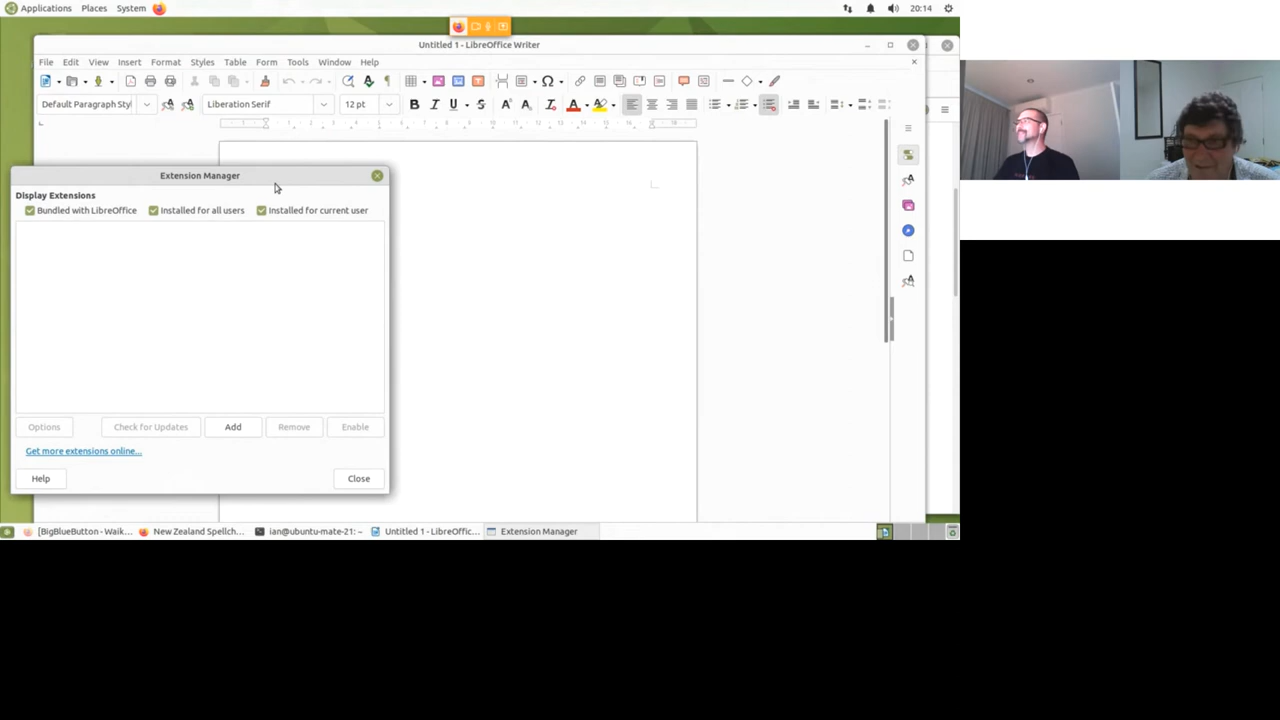 Applications Places System 20:14
Untitled 1 - LibreOffice Writer
File Edit View Insert Format Styles Table Form Tools Window Help
Default Paragraph Styl Liberation Serif 12 pt
Extension Manager
Display Extensions
Bundled with LibreOffice Installed for all users Installed for current user
Options Check for Updates Add Remove Enable
Get more extensions online...
Help Close
[BigBlueButton - Waik... New Zealand Spellch... ian@ubuntu-mate-21: ~ Untitled 1 - LibreOffic... Extension Manager